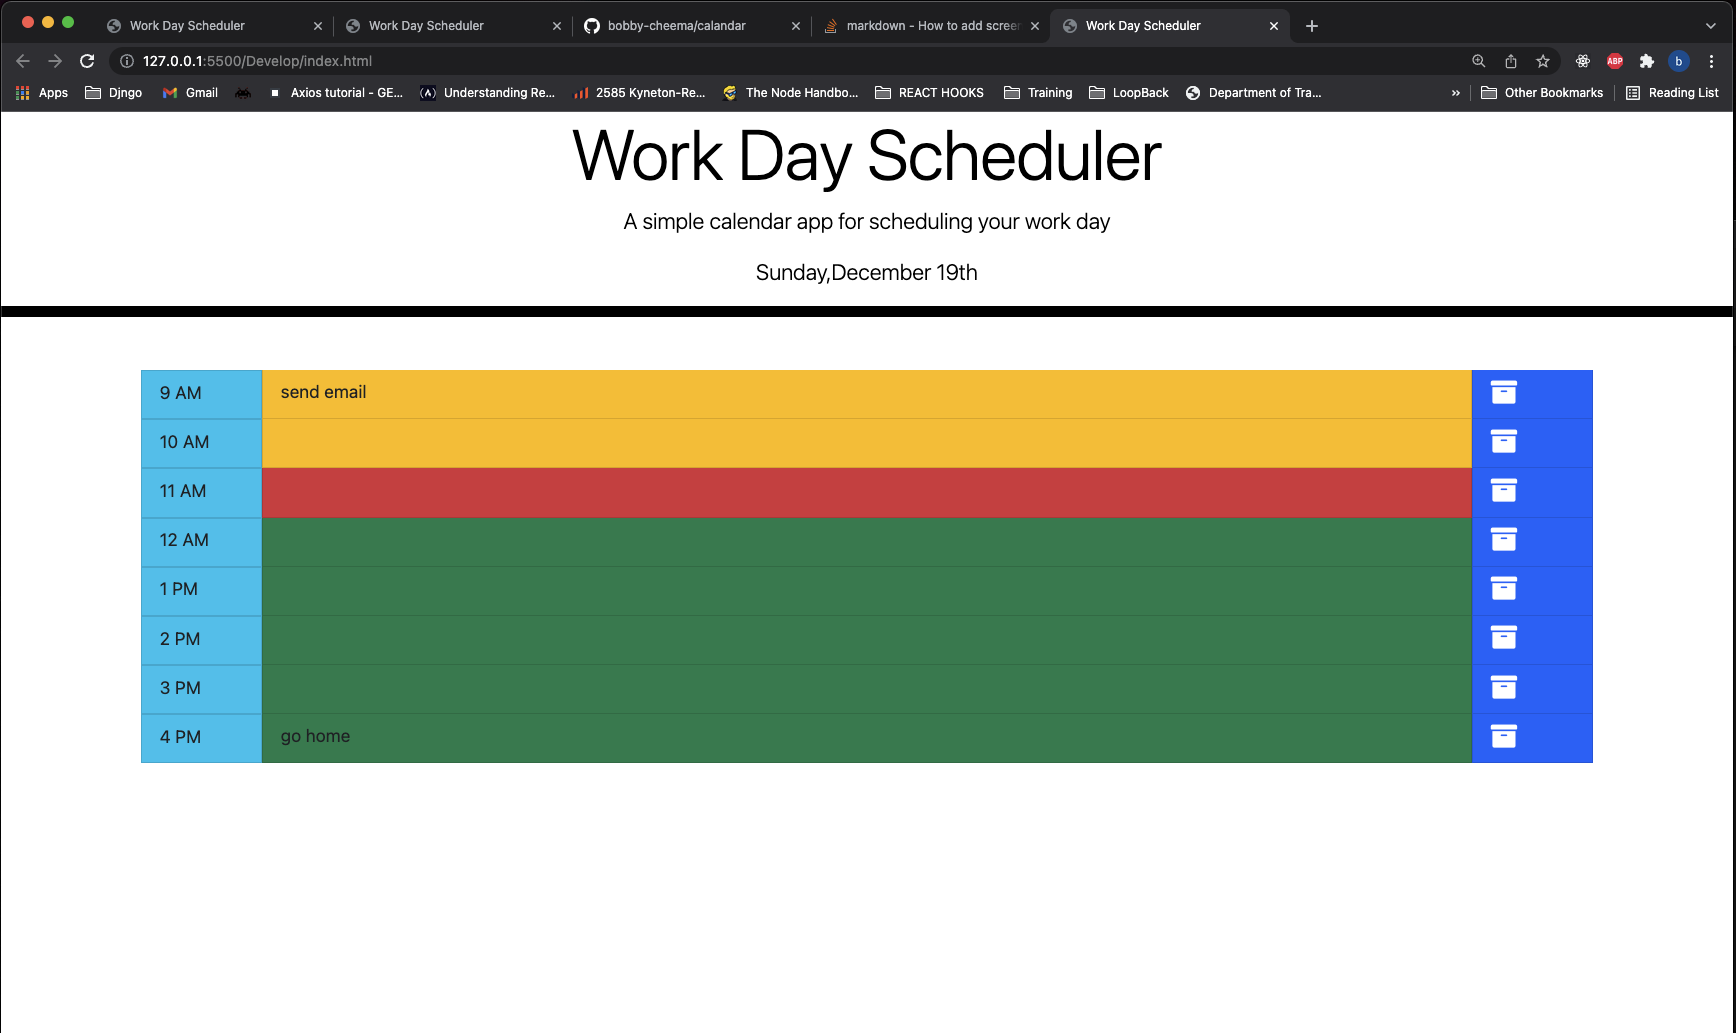 Work Day Scheduler
Work Day Scheduler
bobby-cheema/calandar
markdown - How to add screen
Work Day Scheduler
127.0.0.1:5500/Develop/index.html
ABP
b
Apps
Django
Gmail
Axios tutorial - GE...
Understanding Re...
2585 Kyneton-Re...
The Node Handbo...
REACT HOOKS
Training
LoopBack
Department of Tra...
»
Other Bookmarks
Reading List
Work Day Scheduler
A simple calendar app for scheduling your work day
Sunday,December 19th
9 AM send email
10 AM
11 AM
12 AM
1 PM
2 PM
3 PM
4 PM go home